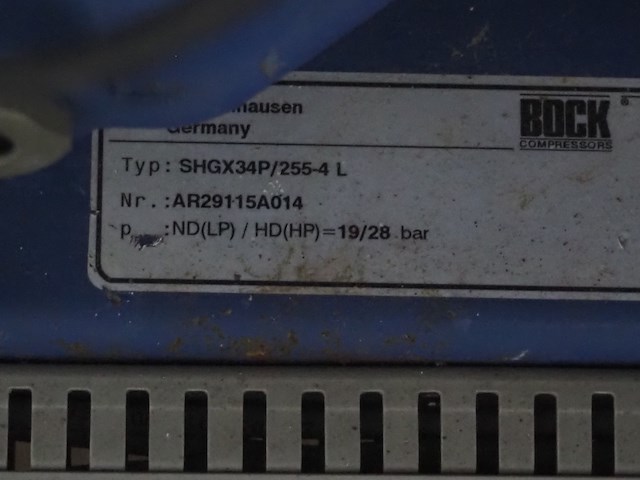 hausen
Germany
BOCK®
COMPRESSORS
Typ: SHGX34P/255-4 L
Nr.:AR29115A014
p :ND(LP) / HD(HP)=19/28 bar